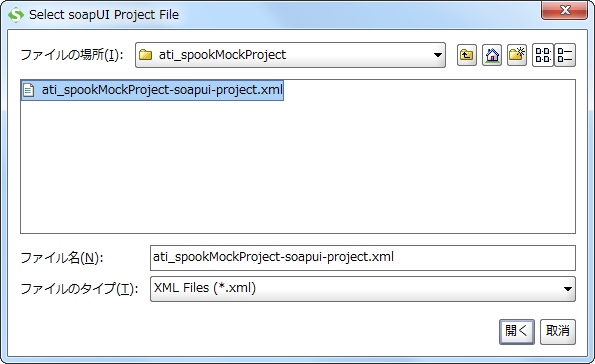 Select soapUI Project File
ファイルの場所(I): ati_spookMockProject
ati_spookMockProject-soapui-project.xml
ファイル名(N): ati_spookMockProject-soapui-project.xml
ファイルのタイプ(T): XML Files (*.xml)
開く 取消